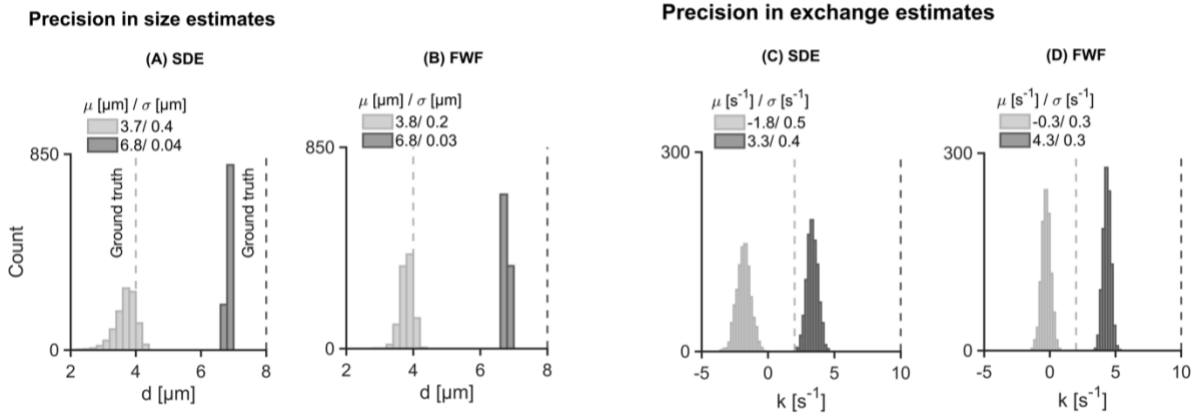 Precision in size estimates
Precision in exchange estimates
(A) SDE
μ [μm] / σ [μm]
3.7/ 0.4
6.8/ 0.04
850
0
Count
Ground truth
Ground truth
2 4 6 8
d [μm]
(B) FWF
μ [μm] / σ [μm]
3.8/ 0.2
6.8/ 0.03
850
0
2 4 6 8
d [μm]
(C) SDE
μ [s⁻¹] / σ [s⁻¹]
-1.8/ 0.5
3.3/ 0.4
300
0
-5 0 5 10
k [s⁻¹]
(D) FWF
μ [s⁻¹] / σ [s⁻¹]
-0.3/ 0.3
4.3/ 0.3
300
0
-5 0 5 10
k [s⁻¹]